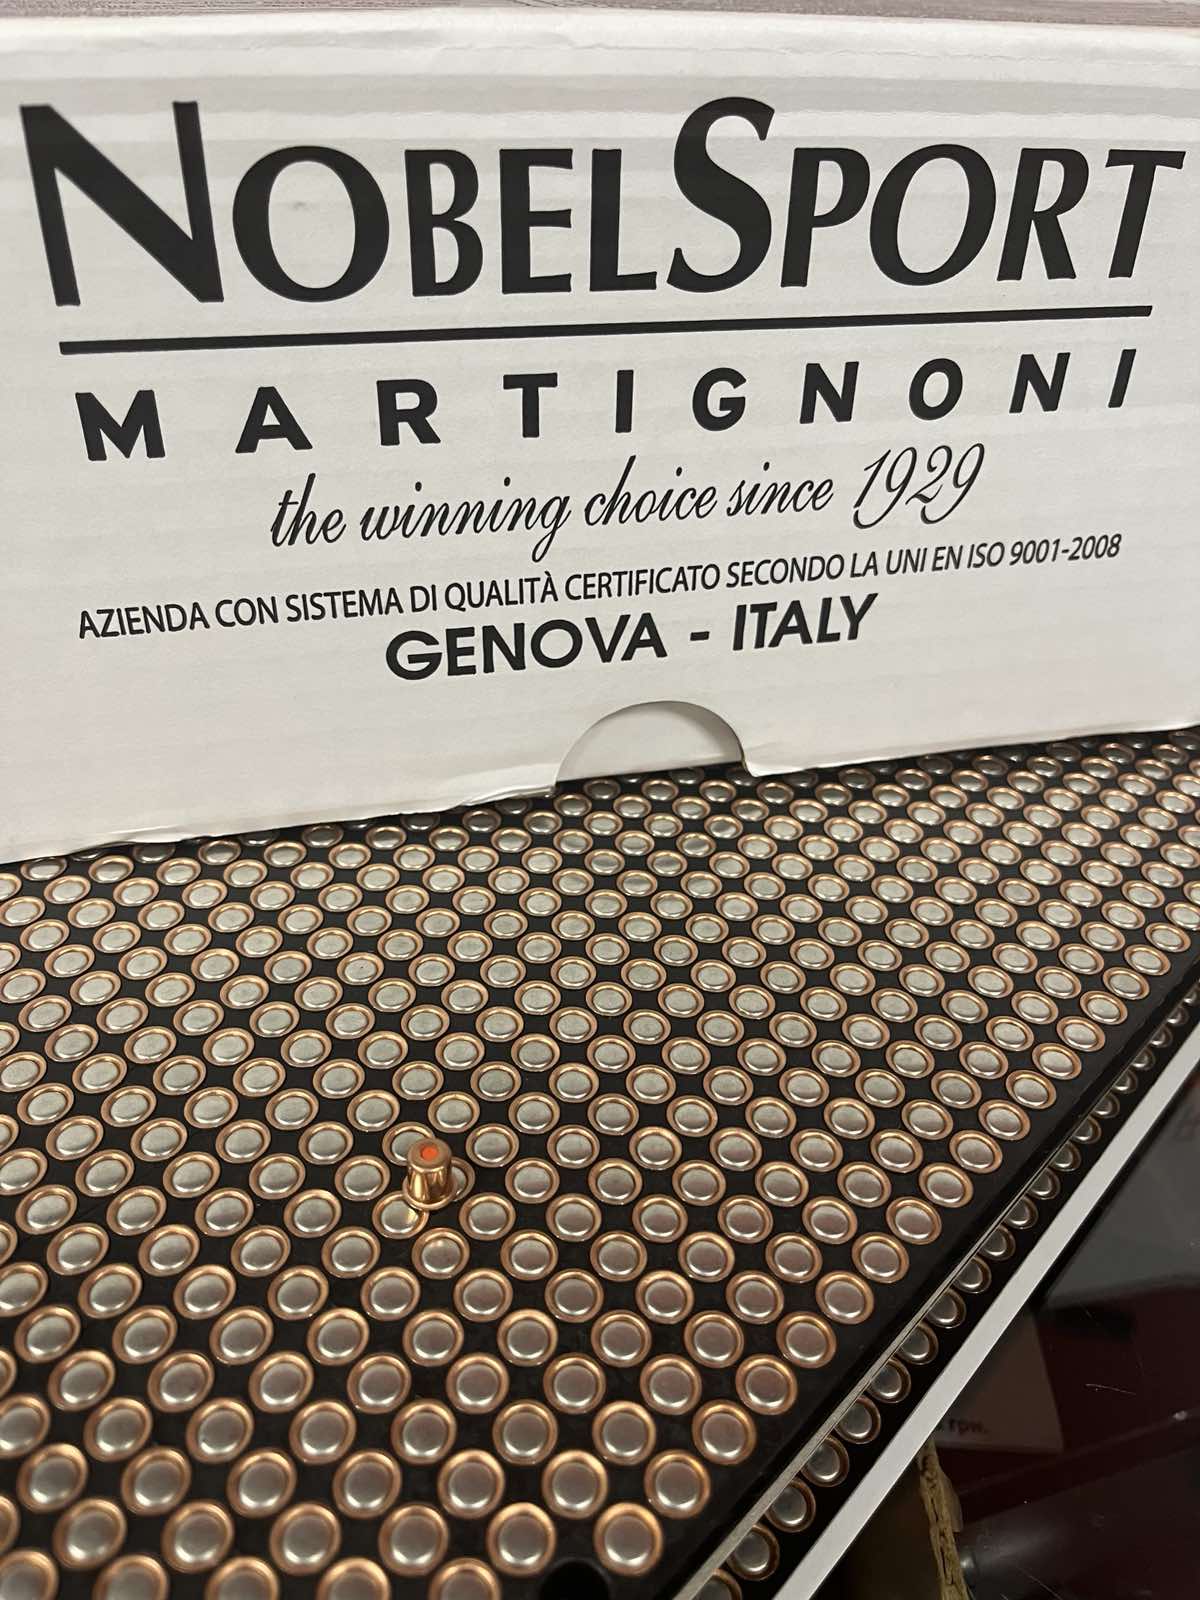 NOBELSPORT
MARTIGNONI
the winning choice since 1929
AZIENDA CON SISTEMA DI QUALITÀ CERTIFICATO SECONDO LA UNI EN ISO 9001-2008
GENOVA - ITALY
грн.